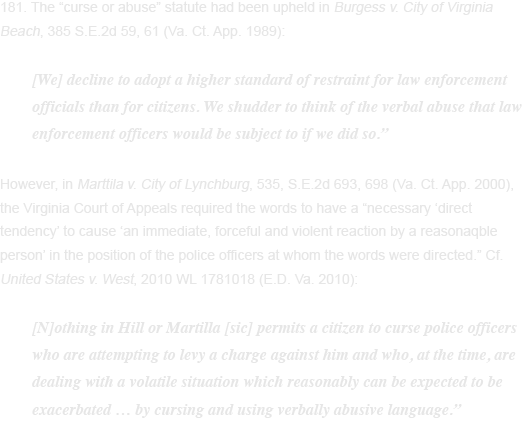 181. The “curse or abuse” statute had been upheld in Burgess v. City of Virginia
Beach, 385 S.E.2d 59, 61 (Va. Ct. App. 1989):
[We] decline to adopt a higher standard of restraint for law enforcement
officials than for citizens. We shudder to think of the verbal abuse that law
enforcement officers would be subject to if we did so.”
However, in Marttila v. City of Lynchburg, 535, S.E.2d 693, 698 (Va. Ct. App. 2000),
the Virginia Court of Appeals required the words to have a “necessary ‘direct
tendency’ to cause ‘an immediate, forceful and violent reaction by a reasonaqble
person’ in the position of the police officers at whom the words were directed.” Cf.
United States v. West, 2010 WL 1781018 (E.D. Va. 2010):
[N]othing in Hill or Martilla [sic] permits a citizen to curse police officers
who are attempting to levy a charge against him and who, at the time, are
dealing with a volatile situation which reasonably can be expected to be
exacerbated … by cursing and using verbally abusive language.”